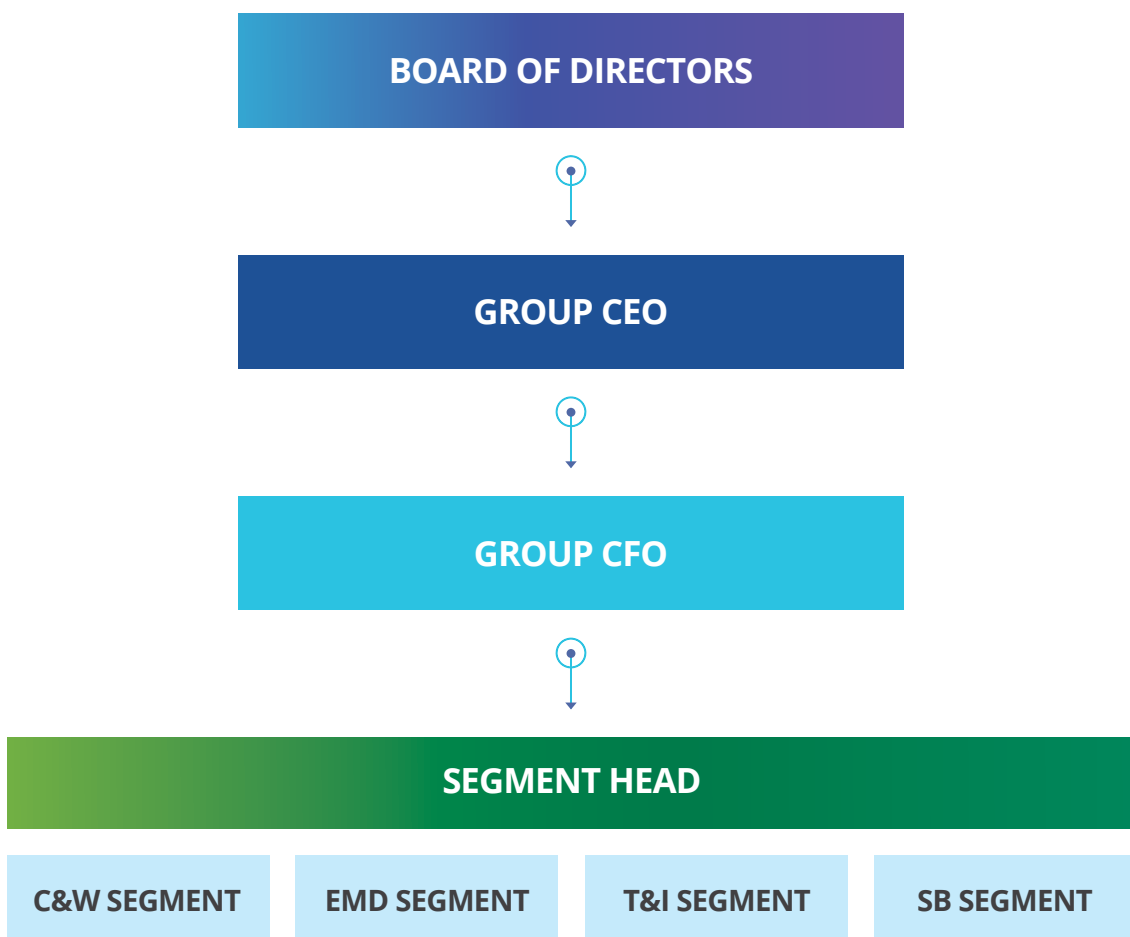 BOARD OF DIRECTORS
GROUP CEO
GROUP CFO
SEGMENT HEAD
C&W SEGMENT
EMD SEGMENT
T&I SEGMENT
SB SEGMENT